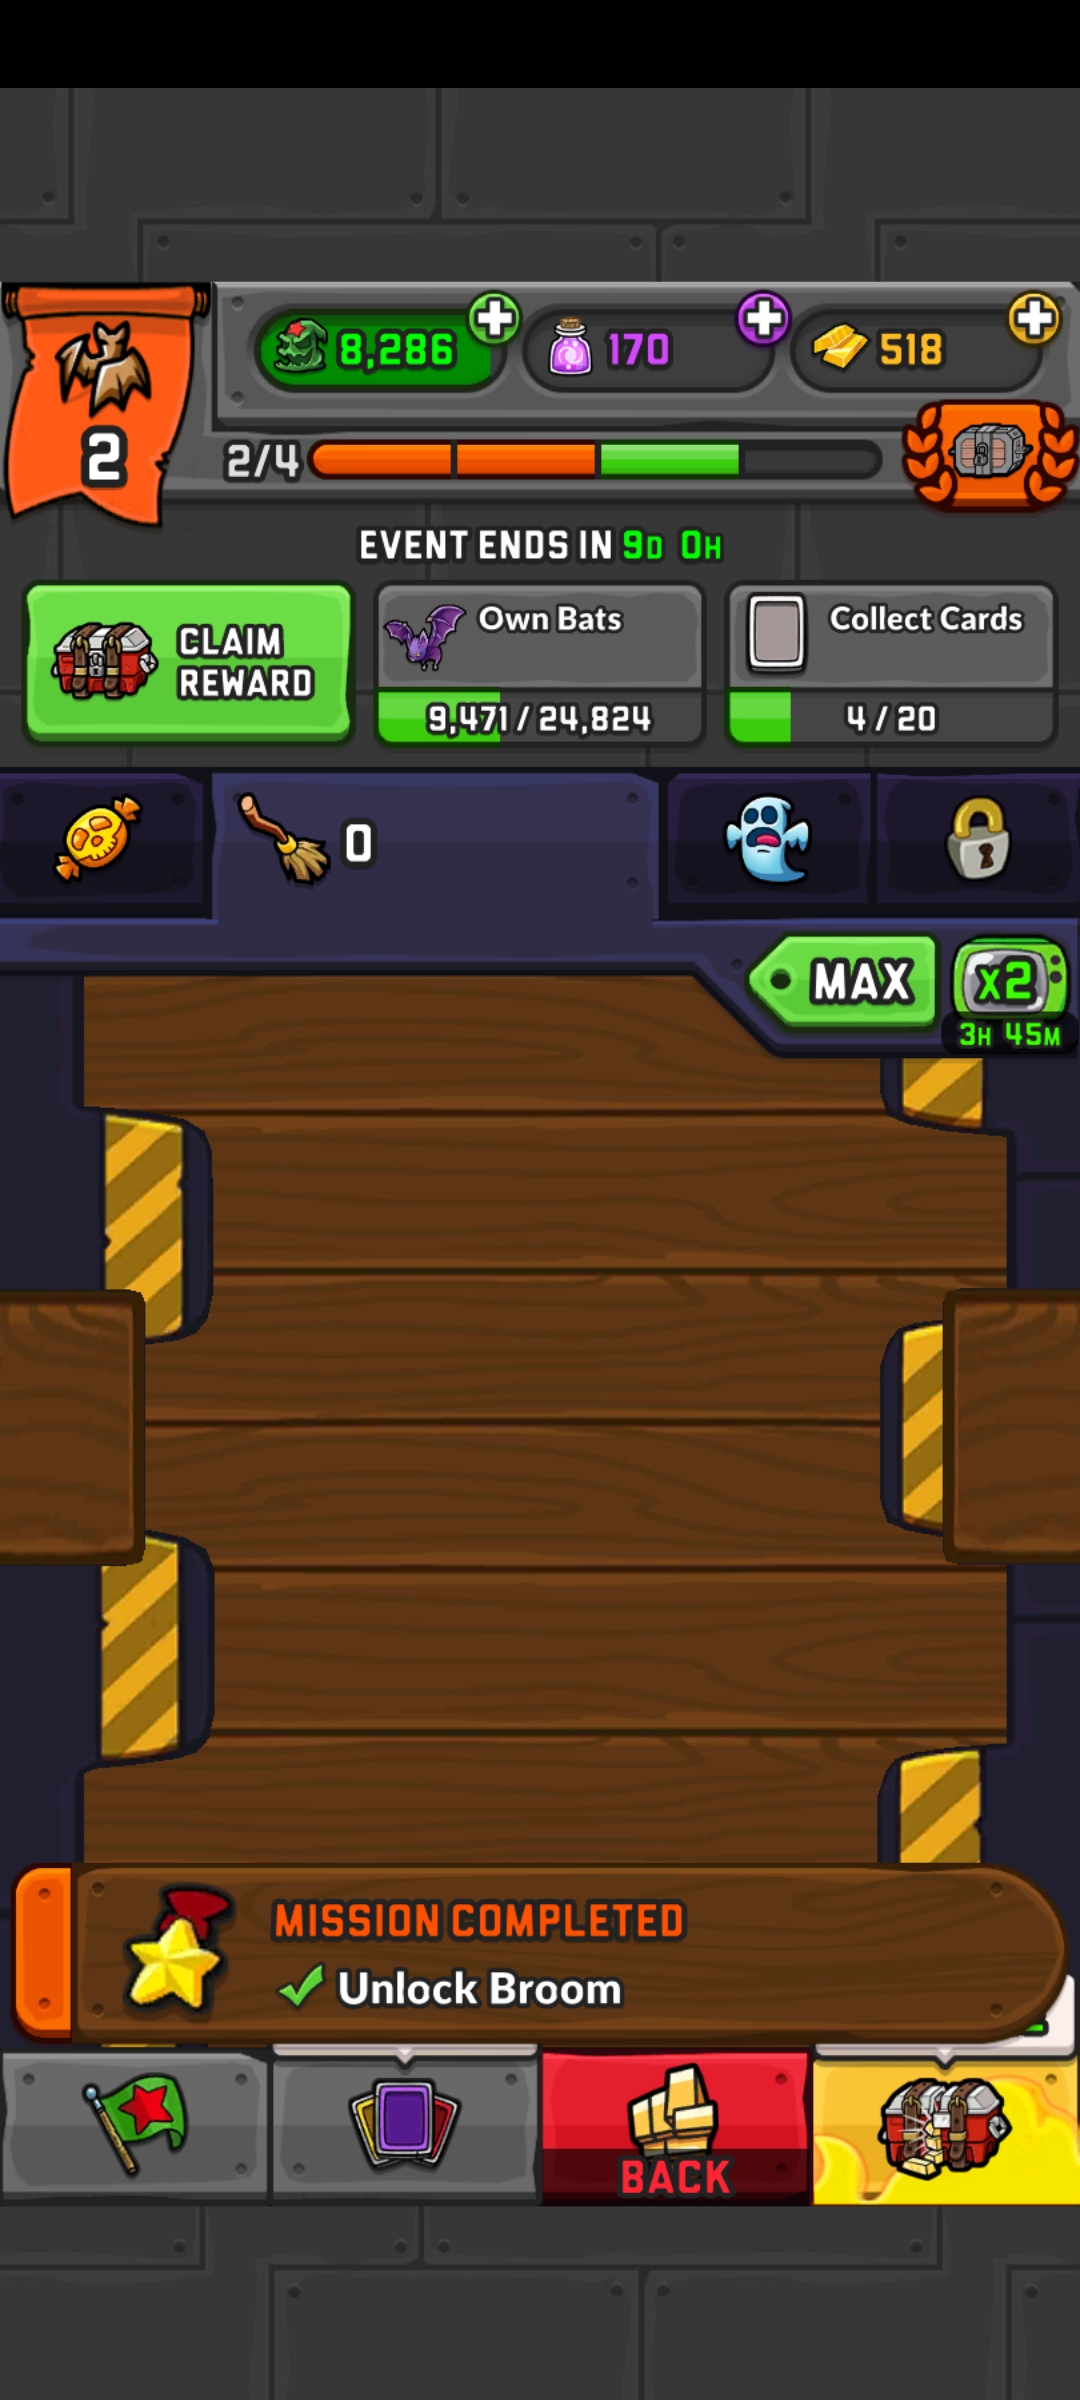 8,286
170
518
2
2/4
EVENT ENDS IN 9D 0H
CLAIM
REWARD
Own Bats
9,471 / 24,824
Collect Cards
4 / 20
0
MAX
X2
3H 45M
MISSION COMPLETED
Unlock Broom
BACK